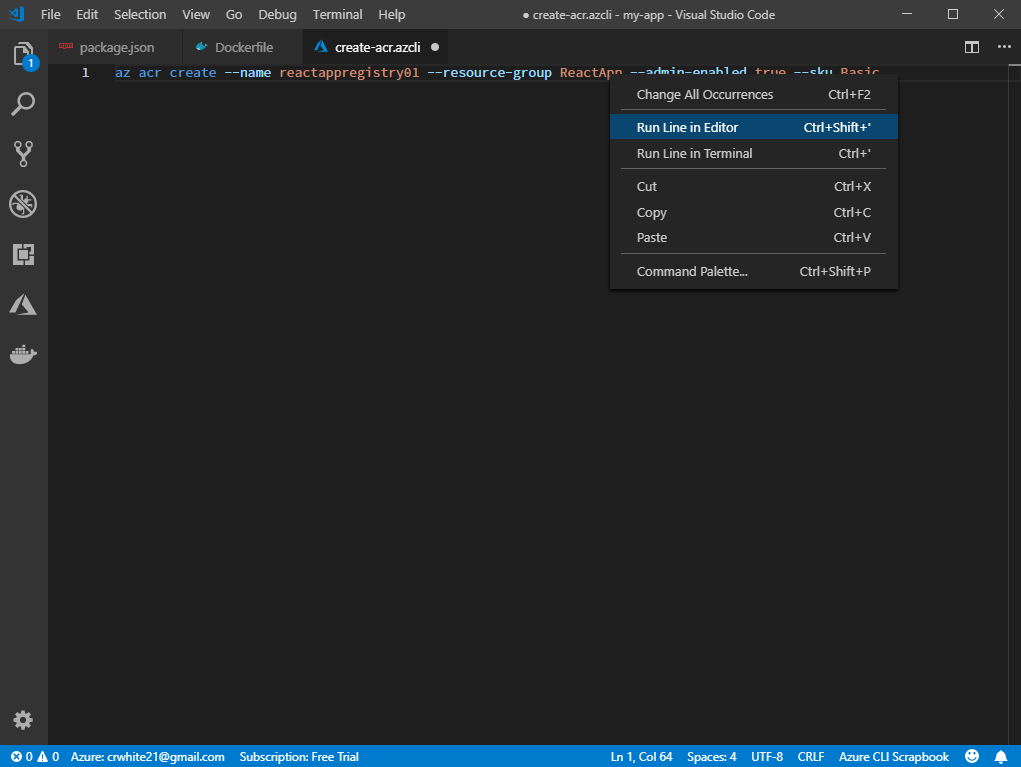 File Edit Selection View Go Debug Terminal Help ● create-acr.azcli - my-app - Visual Studio Code
package.json Dockerfile create-acr.azcli ●
1 az acr create --name reactappregistry01 --resource-group ReactApp --admin-enabled true --sku Basic
Change All Occurrences Ctrl+F2
Run Line in Editor Ctrl+Shift+'
Run Line in Terminal Ctrl+'
Cut Ctrl+X
Copy Ctrl+C
Paste Ctrl+V
Command Palette... Ctrl+Shift+P
1
0 0 Azure: crwhite21@gmail.com Subscription: Free Trial Ln 1, Col 64 Spaces: 4 UTF-8 CRLF Azure CLI Scrapbook